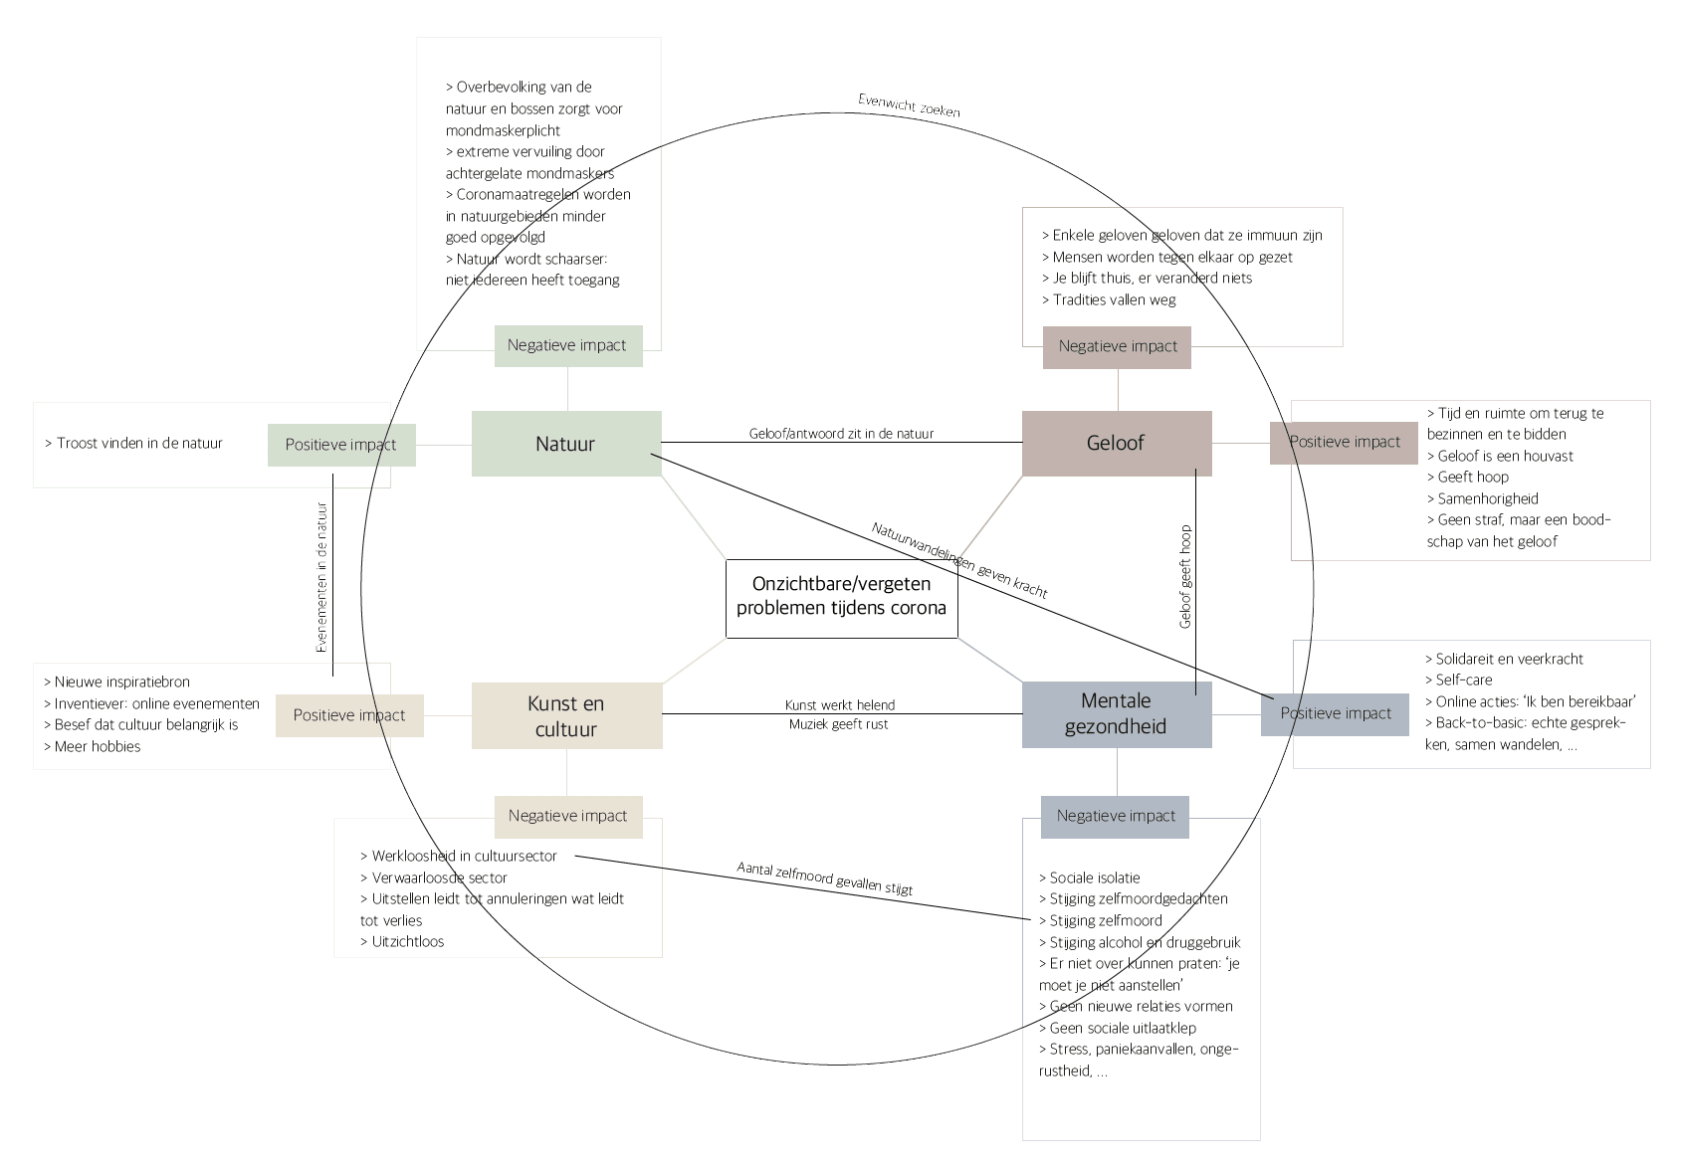 > Overbevolking van de
natuur en bossen zorgt voor
mondmaskerplicht
> extreme vervuiling door
achtergelate mondmaskers
> Coronamaatregelen worden
in natuurgebieden minder
goed opgevolgd
> Natuur wordt schaarser:
niet iedereen heeft toegang
Negatieve impact
Evenwicht zoeken
> Enkele geloven geloven dat ze immuun zijn
> Mensen worden tegen elkaar op gezet
> Je blijft thuis, er veranderd niets
> Tradities vallen weg
Negatieve impact
> Troost vinden in de natuur
Positieve impact
Natuur
Geloof/antwoord zit in de natuur
Geloof
Positieve impact
> Tijd en ruimte om terug te
bezinnen en te bidden
> Geloof is een houvast
> Geeft hoop
> Samenhorigheid
> Geen straf, maar een bood-
schap van het geloof
Evenementen in de natuur
Natuurwandelingen geven kracht
Geloof geeft hoop
Onzichtbare/vergeten
problemen tijdens corona
> Nieuwe inspiratiebron
> Inventiever: online evenementen
> Besef dat cultuur belangrijk is
> Meer hobbies
Positieve impact
Kunst en
cultuur
Kunst werkt helend
Muziek geeft rust
Mentale
gezondheid
Positieve impact
> Solidareit en veerkracht
> Self-care
> Online acties: ‘Ik ben bereikbaar’
> Back-to-basic: echte gesprek-
ken, samen wandelen, ...
Negatieve impact
> Werkloosheid in cultuursector
> Verwaarloosde sector
> Uitstellen leidt tot annuleringen wat leidt
tot verlies
> Uitzichtloos
Aantal zelfmoord gevallen stijgt
Negatieve impact
> Sociale isolatie
> Stijging zelfmoordgedachten
> Stijging zelfmoord
> Stijging alcohol en druggebruik
> Er niet over kunnen praten: ‘je
moet je niet aanstellen’
> Geen nieuwe relaties vormen
> Geen sociale uitlaatklep
> Stress, paniekaanvallen, onge-
rustheid, ...